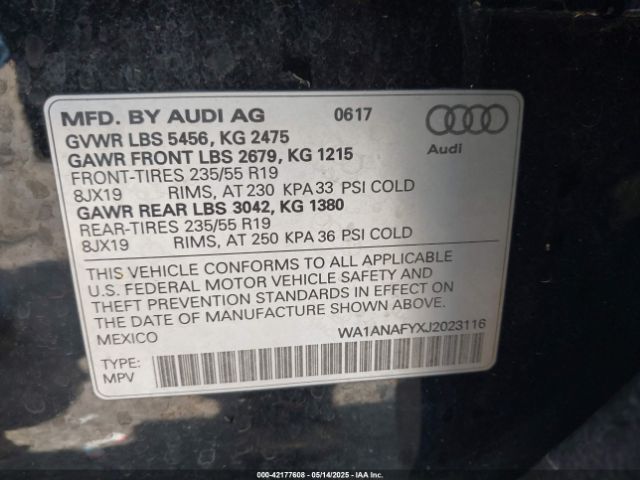 MFD. BY AUDI AG 0617
Audi
GVWR LBS 5456, KG 2475
GAWR FRONT LBS 2679, KG 1215
FRONT-TIRES 235/55 R19
8JX19 RIMS, AT 230 KPA 33 PSI COLD
GAWR REAR LBS 3042, KG 1380
REAR-TIRES 235/55 R19
8JX19 RIMS, AT 250 KPA 36 PSI COLD
THIS VEHICLE CONFORMS TO ALL APPLICABLE
U.S. FEDERAL MOTOR VEHICLE SAFETY AND
THEFT PREVENTION STANDARDS IN EFFECT ON
THE DATE OF MANUFACTURE SHOWN ABOVE.
MEXICO WA1ANAFYXJ2023116
TYPE:
MPV
000-42177608 - 05/14/2025 - IAAI, Inc.